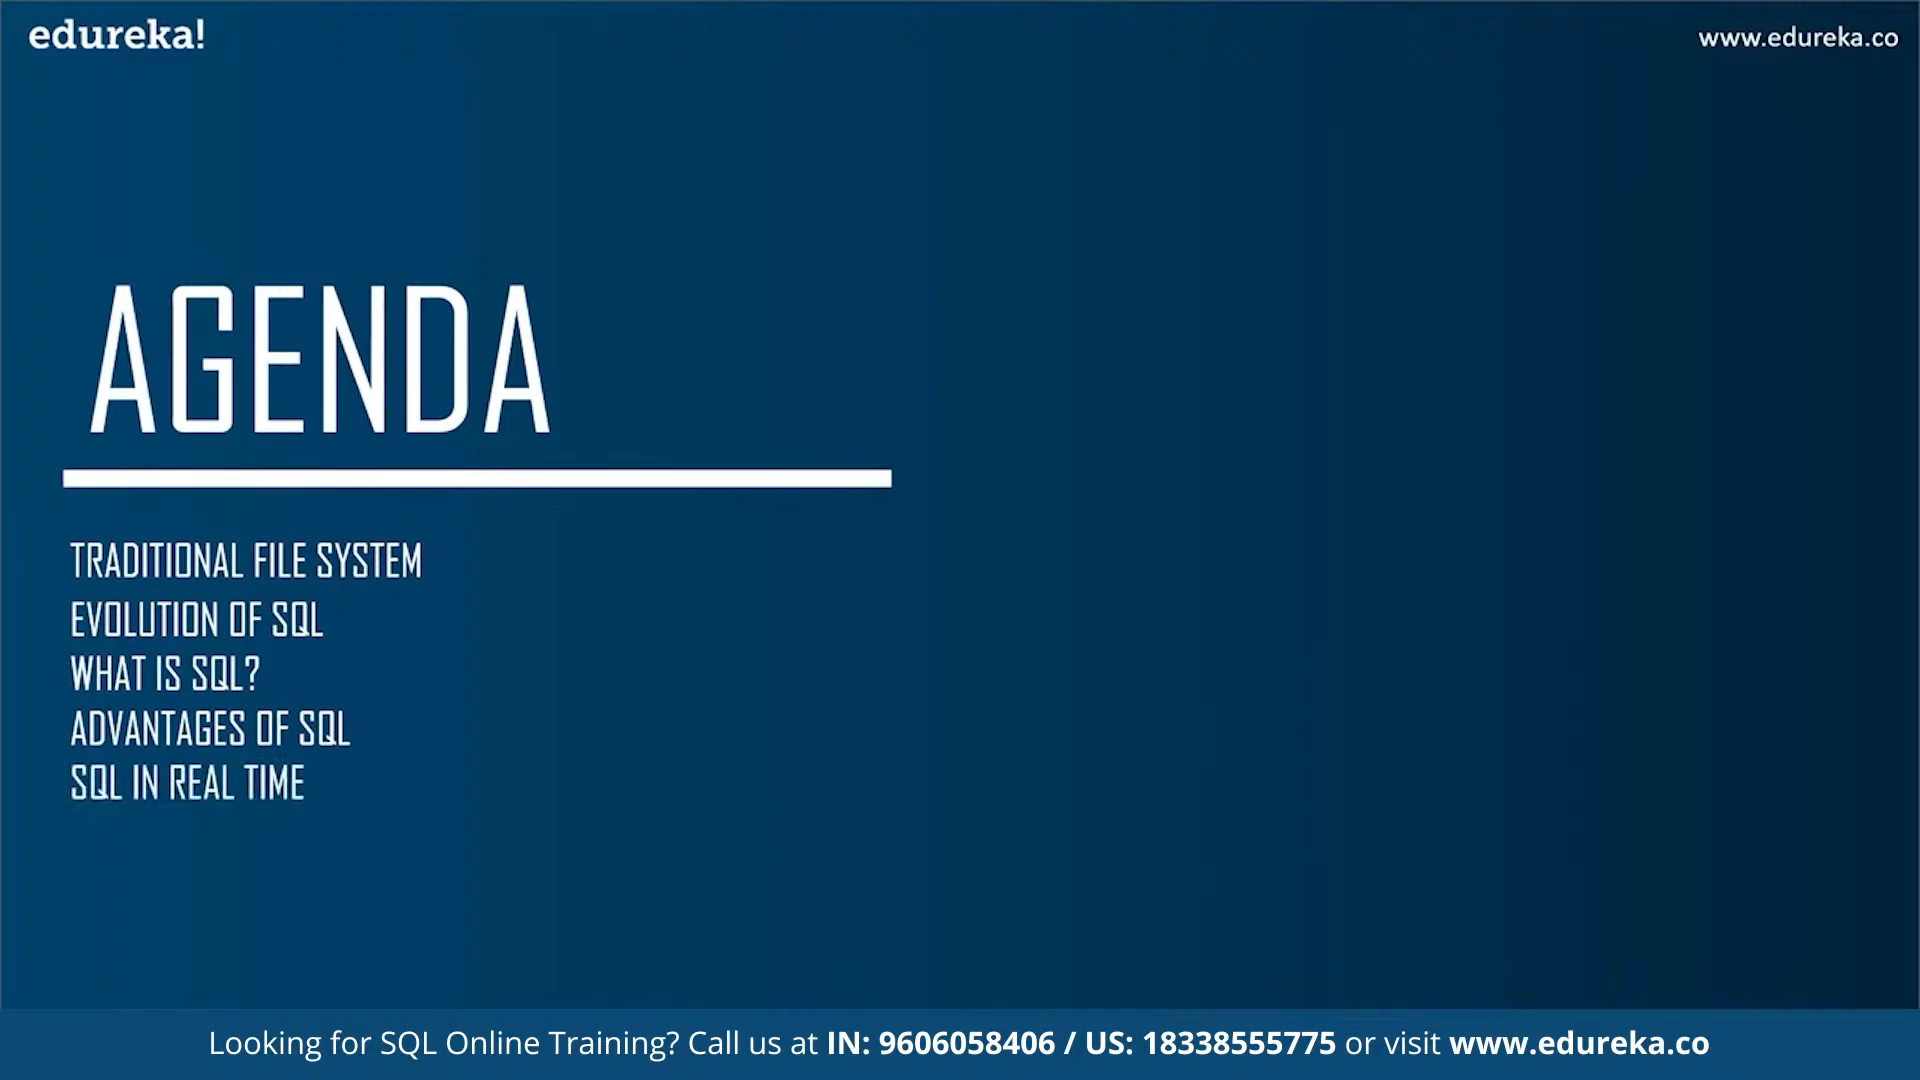 edureka!
www.edureka.co
AGENDA
TRADITIONAL FILE SYSTEM
EVOLUTION OF SQL
WHAT IS SQL?
ADVANTAGES OF SQL
SQL IN REAL TIME
Looking for SQL Online Training? Call us at IN: 9606058406 / US: 18338555775 or visit www.edureka.co